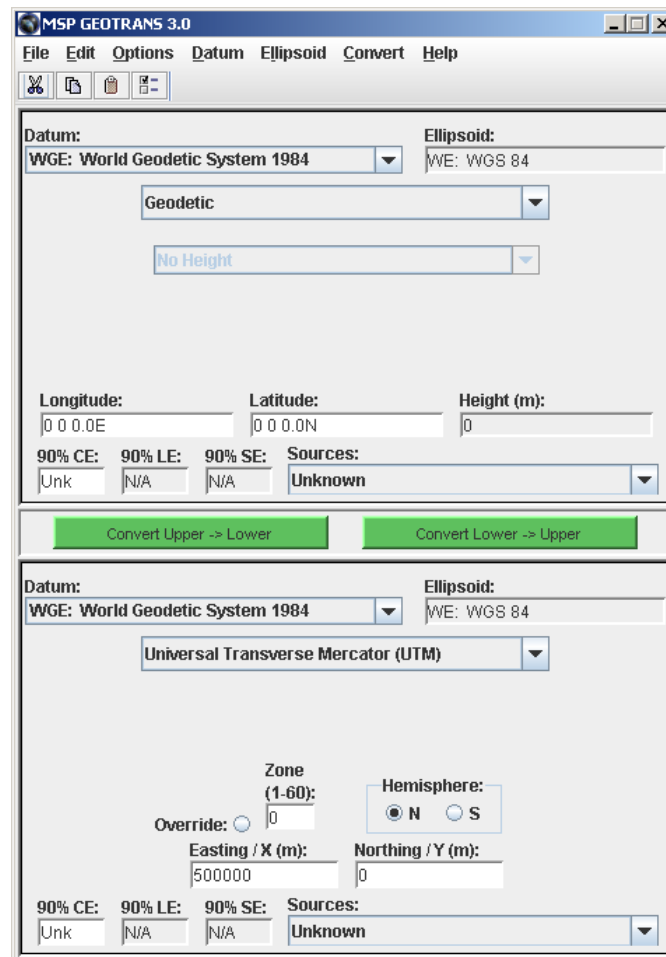 MSP GEOTRANS 3.0
File Edit Options Datum Ellipsoid Convert Help
Datum: Ellipsoid:
WGE: World Geodetic System 1984 WE: WGS 84
Geodetic
No Height
Longitude: Latitude: Height (m):
0 0 0.0E 0 0 0.0N 0
90% CE: 90% LE: 90% SE: Sources:
Unk N/A N/A Unknown
Convert Upper -> Lower Convert Lower -> Upper
Datum: Ellipsoid:
WGE: World Geodetic System 1984 WE: WGS 84
Universal Transverse Mercator (UTM)
Zone
(1-60): Hemisphere:
Override: 0 N S
Easting / X (m): Northing / Y (m):
500000 0
90% CE: 90% LE: 90% SE: Sources:
Unk N/A N/A Unknown